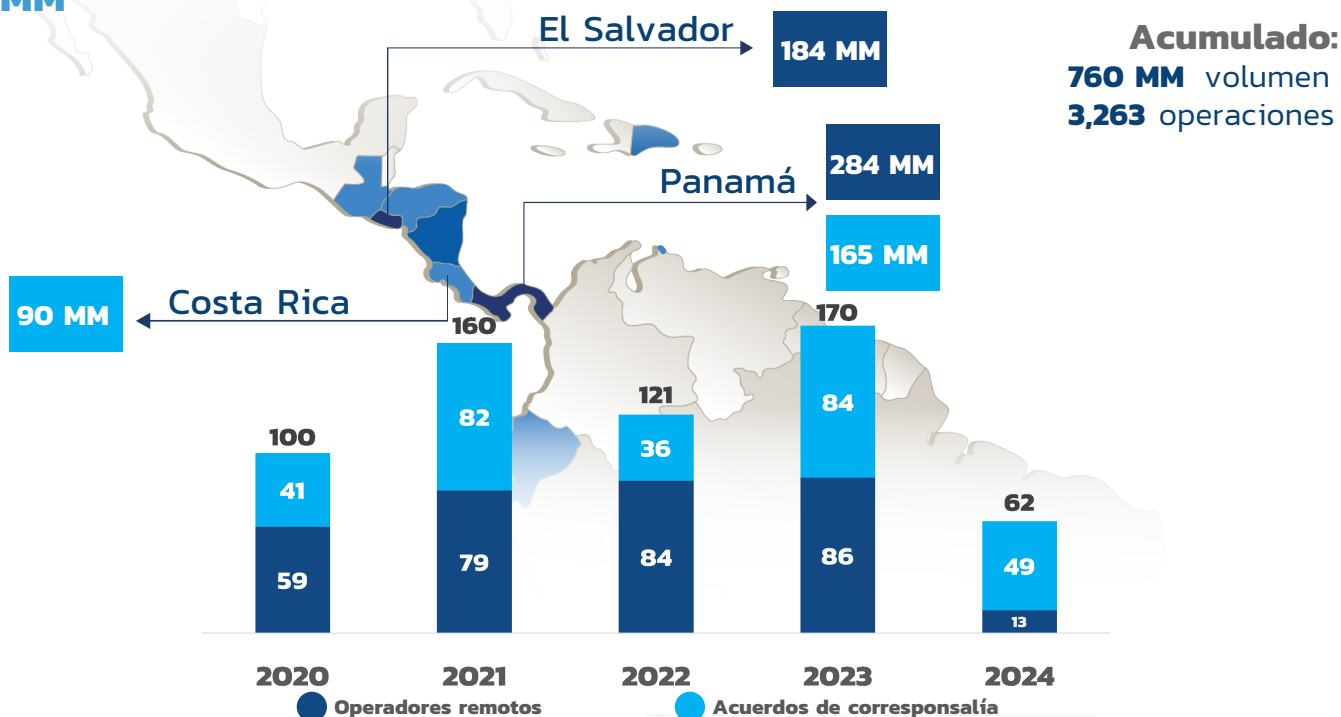 MM
El Salvador
184 MM
Acumulado:
760 MM volumen
3,263 operaciones
Panamá
284 MM
165 MM
Costa Rica
90 MM
100
41
59
160
82
79
121
36
84
170
84
86
62
49
13
2020
2021
2022
2023
2024
Operadores remotos
Acuerdos de corresponsalía